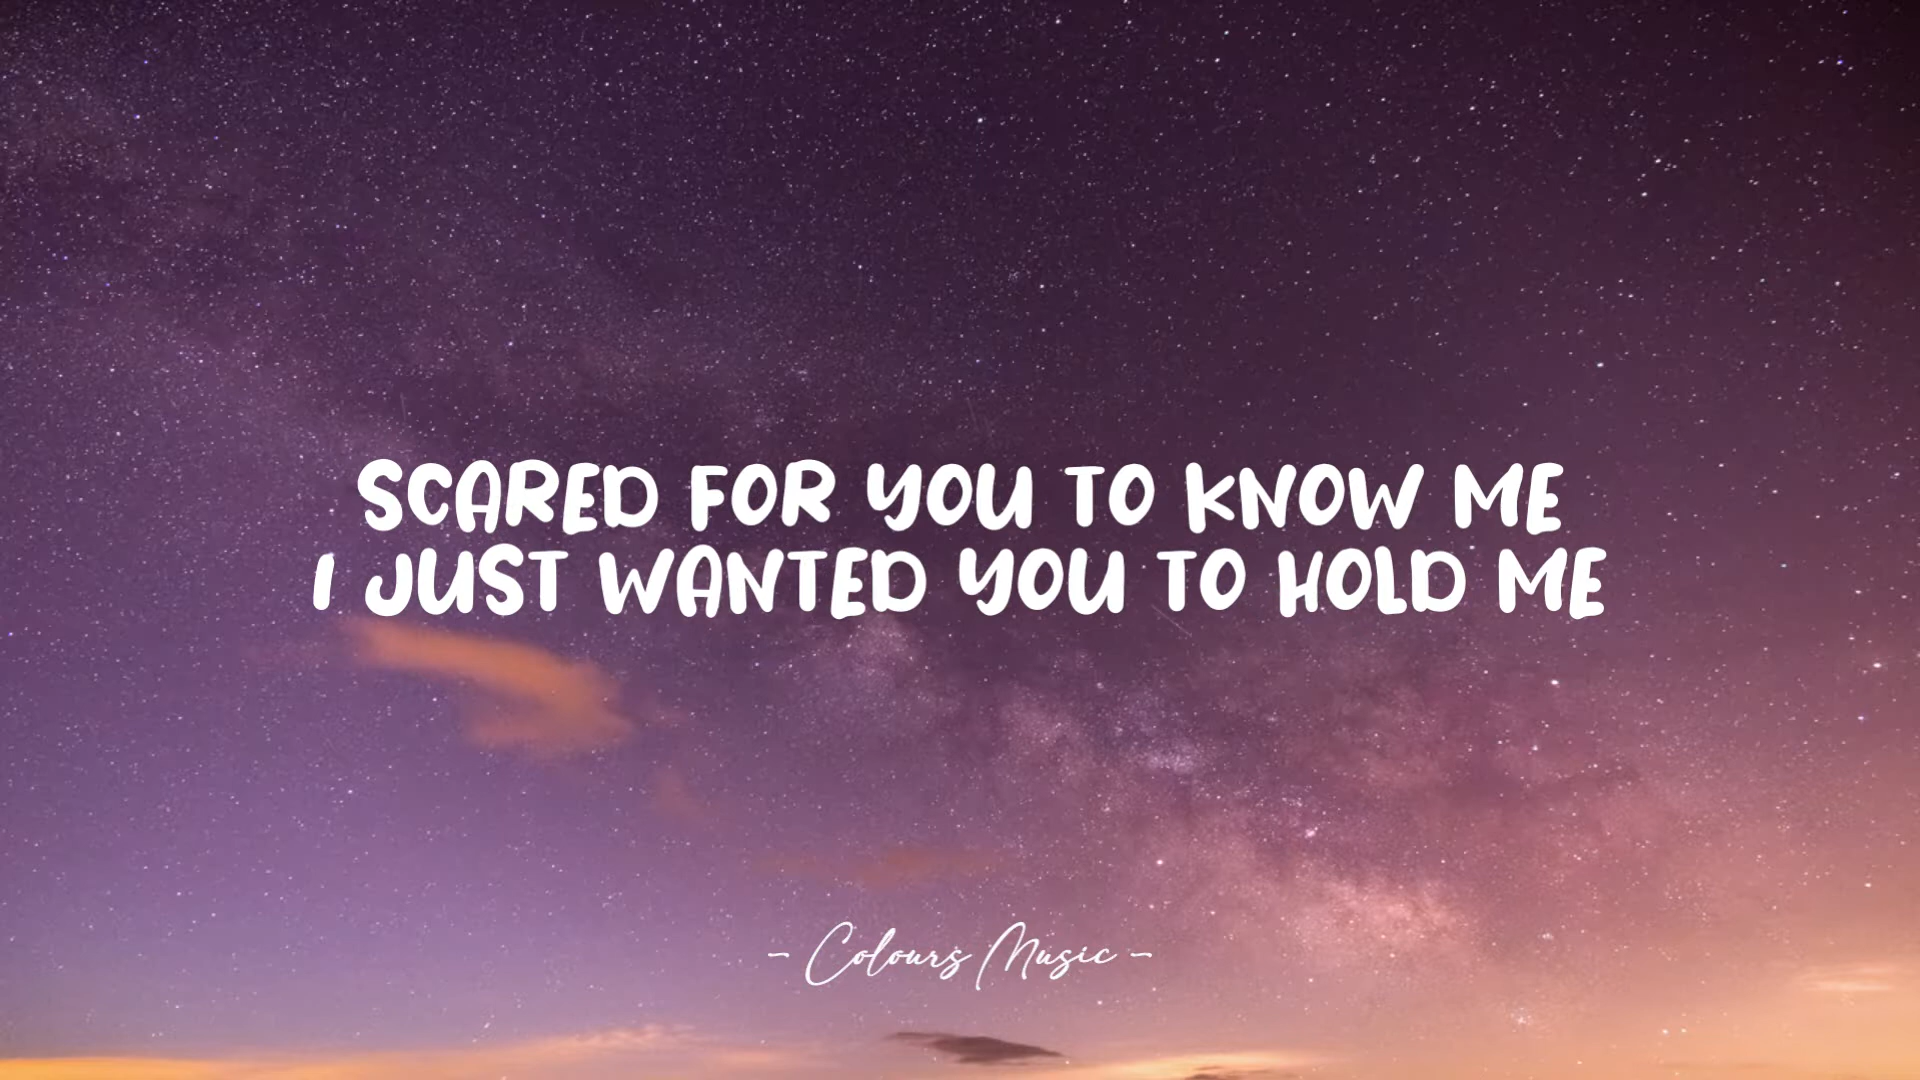 SCARED FOR YOU TO KNOW ME
I JUST WANTED YOU TO HOLD ME
- Colours Music -